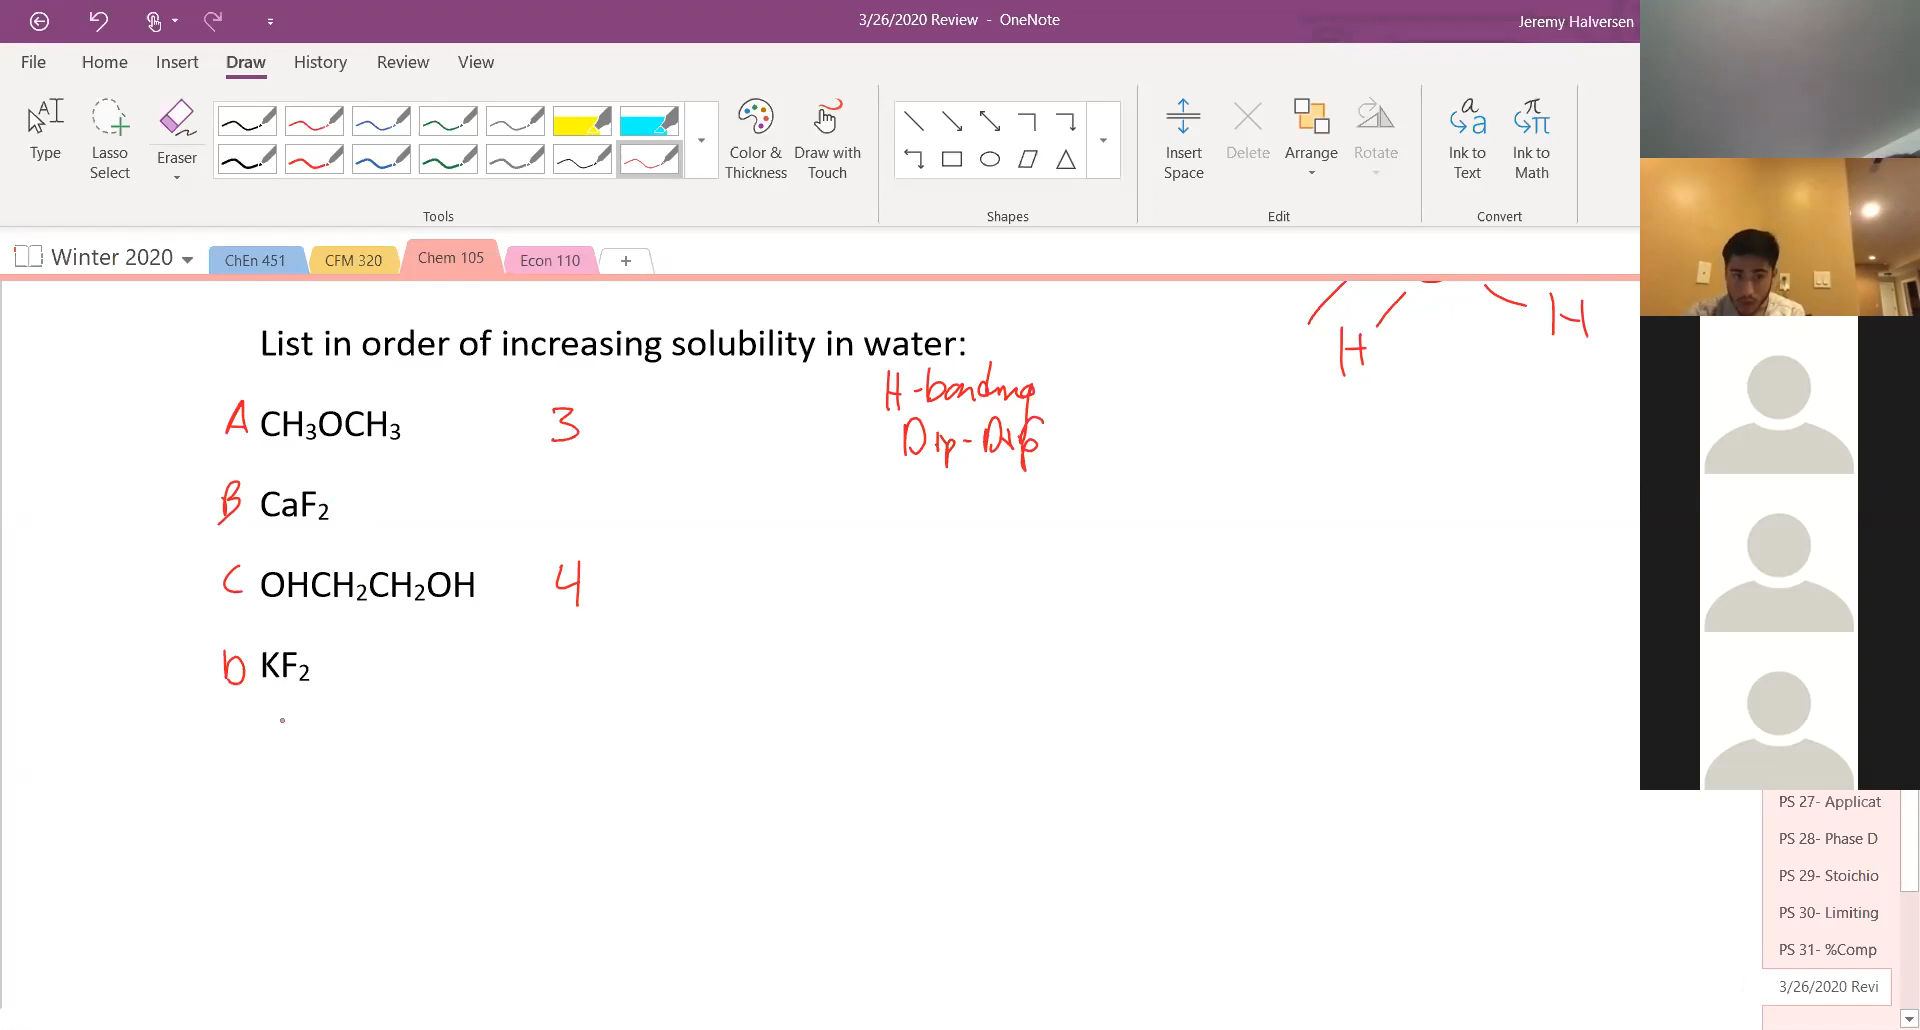 3/26/2020 Review - OneNote
Jeremy Halversen
File Home Insert Draw History Review View
Type
Lasso Select
Eraser
Color & Thickness
Draw with Touch
Insert Space
Delete
Arrange
Rotate
Ink to Text
Ink to Math
Tools
Shapes
Edit
Convert
Winter 2020
ChEn 451
CFM 320
Chem 105
Econ 110
H
H
List in order of increasing solubility in water:
H-bonding
Dip-Dip
A CH₃OCH₃ 3
B CaF₂
C OHCH₂CH₂OH 4
D KF₂
PS 27- Applicat
PS 28- Phase D
PS 29- Stoichio
PS 30- Limiting
PS 31- %Comp
3/26/2020 Revi